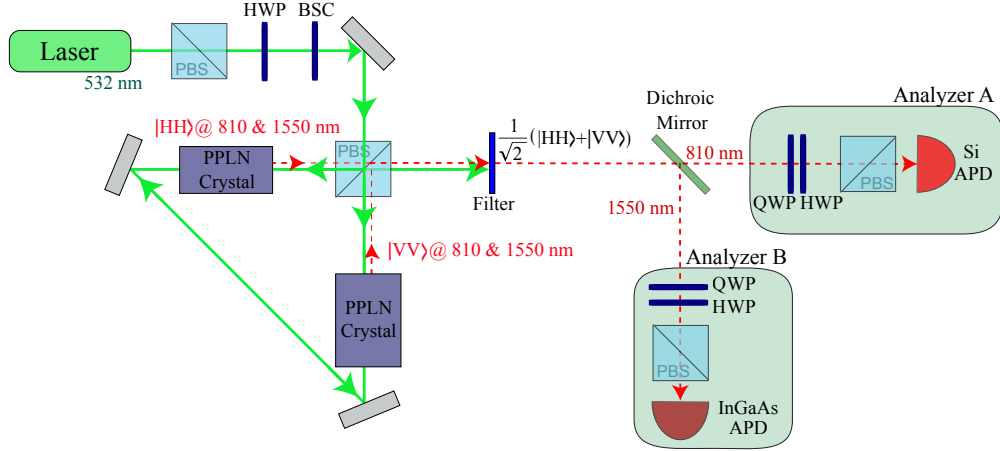 HWP BSC
Laser
PBS
532 nm
|HH⟩@ 810 & 1550 nm
PBS
PPLN
Crystal
1/√2 (|HH⟩+|VV⟩)
Filter
Dichroic
Mirror
810 nm
1550 nm
Analyzer A
Si
APD
PBS
QWP HWP
|VV⟩@ 810 & 1550 nm
PPLN
Crystal
Analyzer B
QWP
HWP
PBS
InGaAs
APD